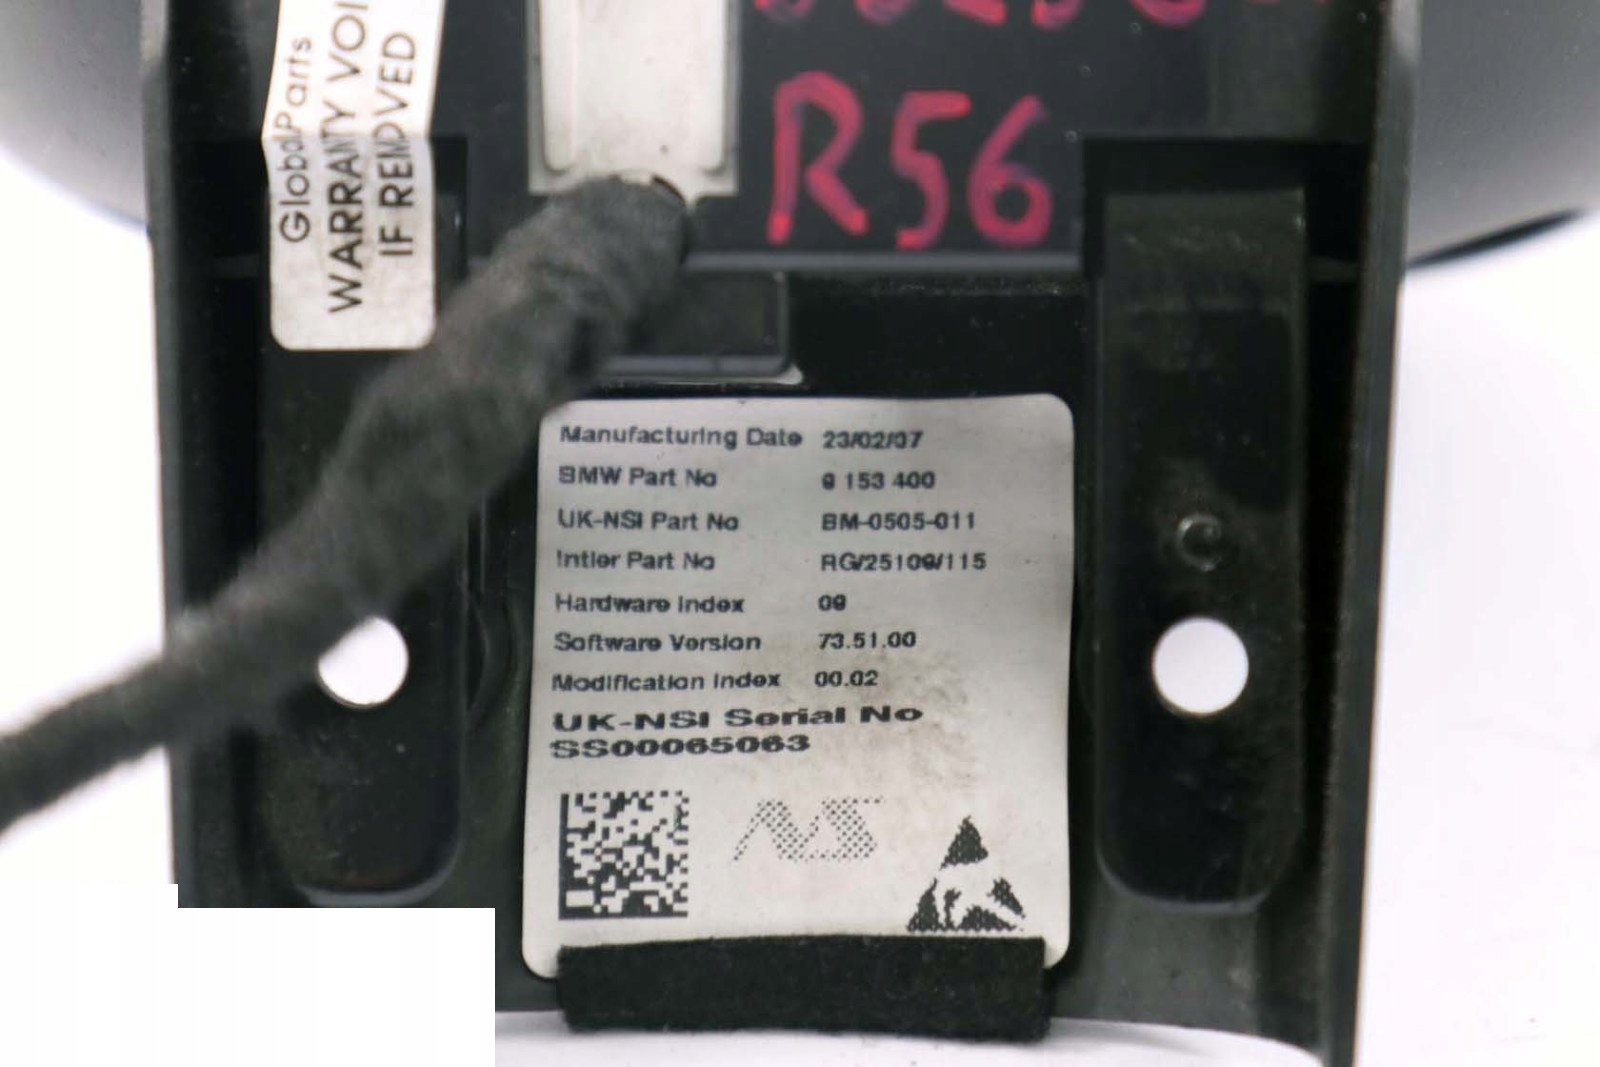 GlobalParts
WARRANTY VOI
IF REMOVED
R56
Manufacturing Date 23/02/07
BMW Part No 9 153 400
UK-NSI Part No BM-0505-011
Intier Part No RG/25109/115
Hardware Index 09
Software Version 73.51.00
Modification Index 00.02
UK-NSI Serial No
SS00065063
NS